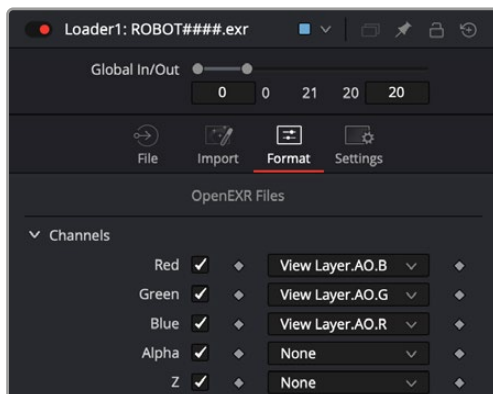 Loader1: ROBOT####.exr
Global In/Out
0 0 21 20 20
File Import Format Settings
OpenEXR Files
Channels
Red View Layer.AO.B
Green View Layer.AO.G
Blue View Layer.AO.R
Alpha None
Z None